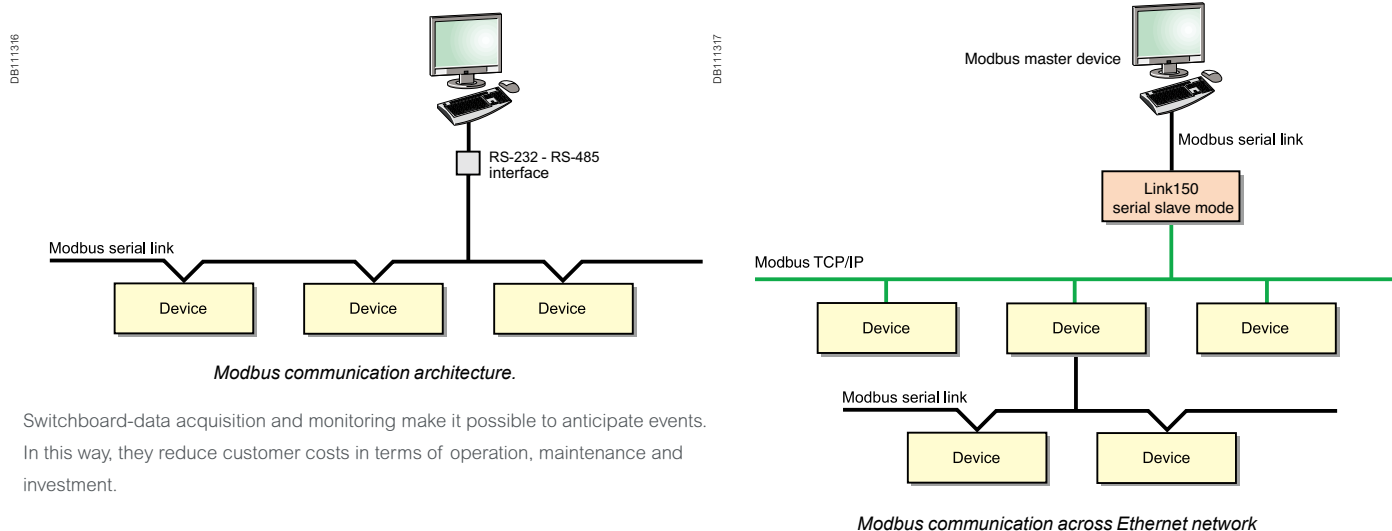 DB111316
RS-232 - RS-485
interface
Modbus serial link
Device
Device
Device
Modbus communication architecture.
Switchboard-data acquisition and monitoring make it possible to anticipate events.
In this way, they reduce customer costs in terms of operation, maintenance and
investment.
DB111317
Modbus master device
Modbus serial link
Link150
serial slave mode
Modbus TCP/IP
Device
Device
Device
Modbus serial link
Device
Device
Modbus communication across Ethernet network